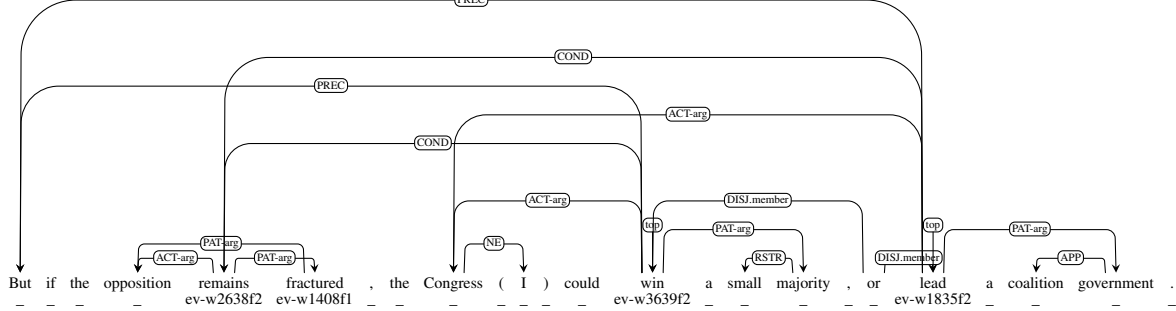 PREC
COND
PREC
ACT-arg
COND
ACT-arg DISJ.member
top top
PAT-arg NE PAT-arg PAT-arg
ACT-arg PAT-arg RSTR DISJ.member APP
But if the opposition remains fractured , the Congress ( I ) could win a small majority , or lead a coalition government .
_ _ _ _ ev-w2638f2 ev-w1408f1 _ _ _ _ _ _ _ ev-w3639f2 _ _ _ _ _ ev-w1835f2 _ _ _ _